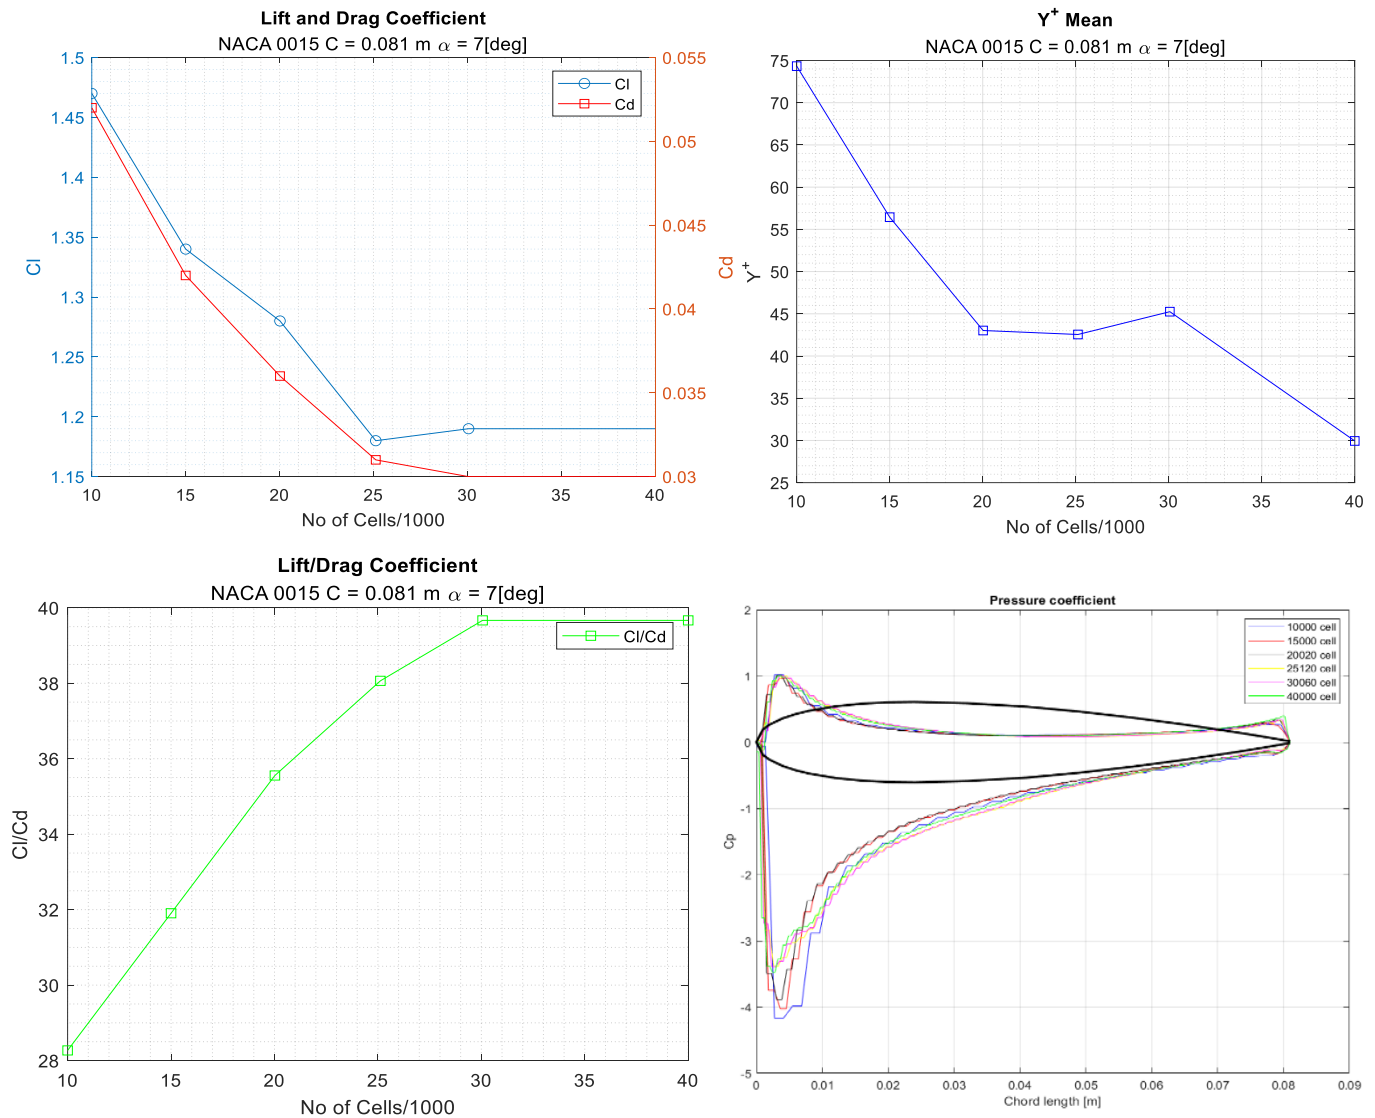 Lift and Drag Coefficient
NACA 0015 C = 0.081 m α = 7[deg]
1.5
1.45
1.4
1.35
1.3
1.25
1.2
1.15
Cl
0.055
0.05
0.045
0.04
0.035
0.03
Cd
Cl
Cd
10 15 20 25 30 35 40
No of Cells/1000
Y+ Mean
NACA 0015 C = 0.081 m α = 7[deg]
75
70
65
60
55
50
45
40
35
30
25
Y+
10 15 20 25 30 35 40
No of Cells/1000
Lift/Drag Coefficient
NACA 0015 C = 0.081 m α = 7[deg]
40
38
36
34
32
30
28
Cl/Cd
Cl/Cd
10 15 20 25 30 35 40
No of Cells/1000
Pressure coefficient
2
1
0
-1
-2
-3
-4
-5
Cp
10000 cell
15000 cell
20020 cell
25120 cell
30060 cell
40000 cell
0 0.01 0.02 0.03 0.04 0.05 0.06 0.07 0.08 0.09
Chord length [m]